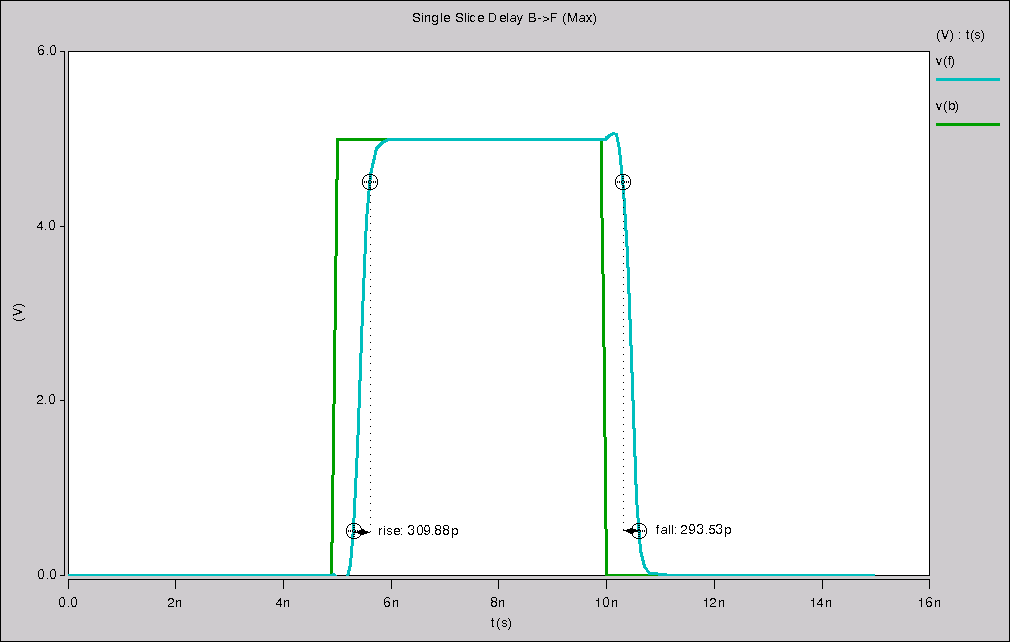 Single Slice Delay B->F (Max)
(V) : t(s)
v(f)
v(b)
6.0
4.0
(V)
2.0
0.0
rise: 309.88p
fall: 293.53p
0.0 2n 4n 6n 8n 10n 12n 14n 16n
t(s)